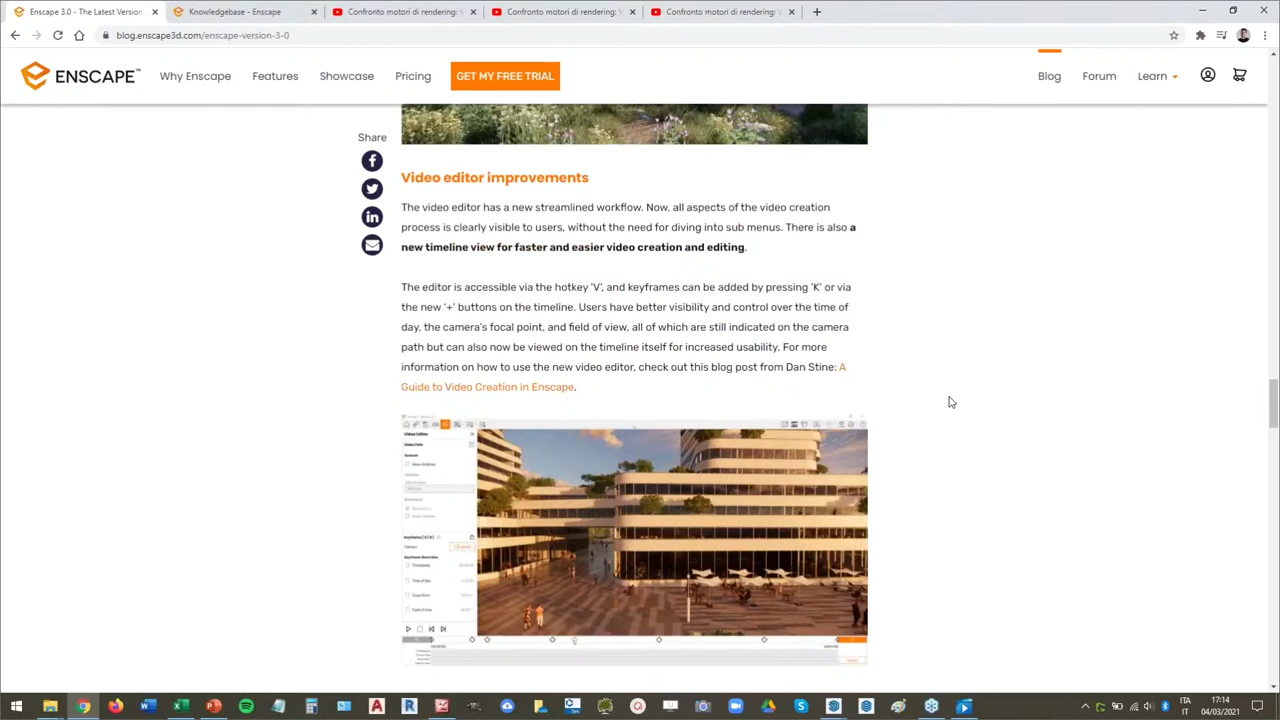 Enscape 3.0 - The Latest Version
Knowledgebase - Enscape
Confronto motori di rendering: V
Confronto motori di rendering: V
Confronto motori di rendering: V
blog.enscape3d.com/enscape-version-3-0
ENSCAPE™
Why Enscape
Features
Showcase
Pricing
GET MY FREE TRIAL
Blog
Forum
Learn
Share
Video editor improvements
The video editor has a new streamlined workflow. Now, all aspects of the video creation
process is clearly visible to users, without the need for diving into sub menus. There is also a
new timeline view for faster and easier video creation and editing.
The editor is accessible via the hotkey 'V', and keyframes can be added by pressing 'K' or via
the new '+' buttons on the timeline. Users have better visibility and control over the time of
day, the camera's focal point, and field of view, all of which are still indicated on the camera
path but can also now be viewed on the timeline itself for increased usability. For more
information on how to use the new video editor, check out this blog post from Dan Stine: A
Guide to Video Creation in Enscape.
Video Editor
Video Path
General
ITA
IT
17:14
04/03/2021